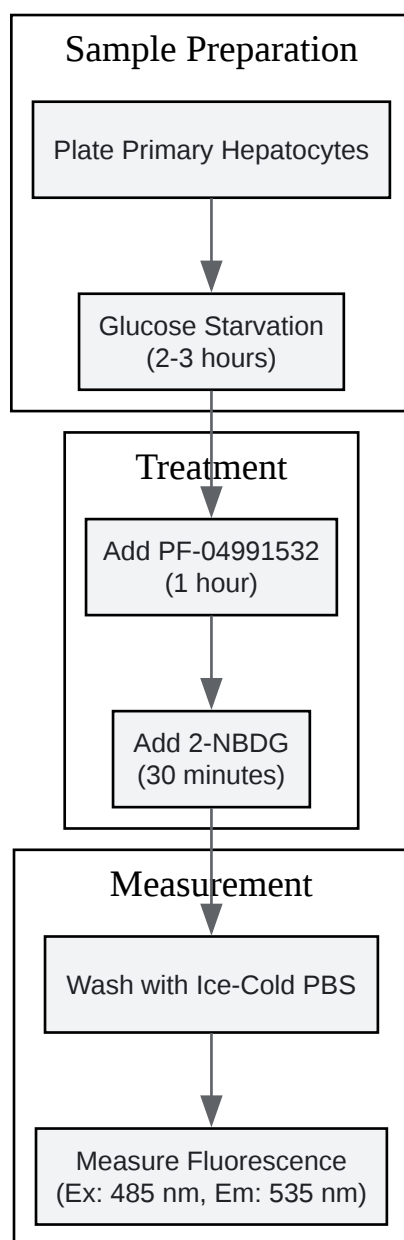 Sample Preparation
Plate Primary Hepatocytes
Glucose Starvation
(2-3 hours)
Treatment
Add PF-04991532
(1 hour)
Add 2-NBDG
(30 minutes)
Measurement
Wash with Ice-Cold PBS
Measure Fluorescence
(Ex: 485 nm, Em: 535 nm)